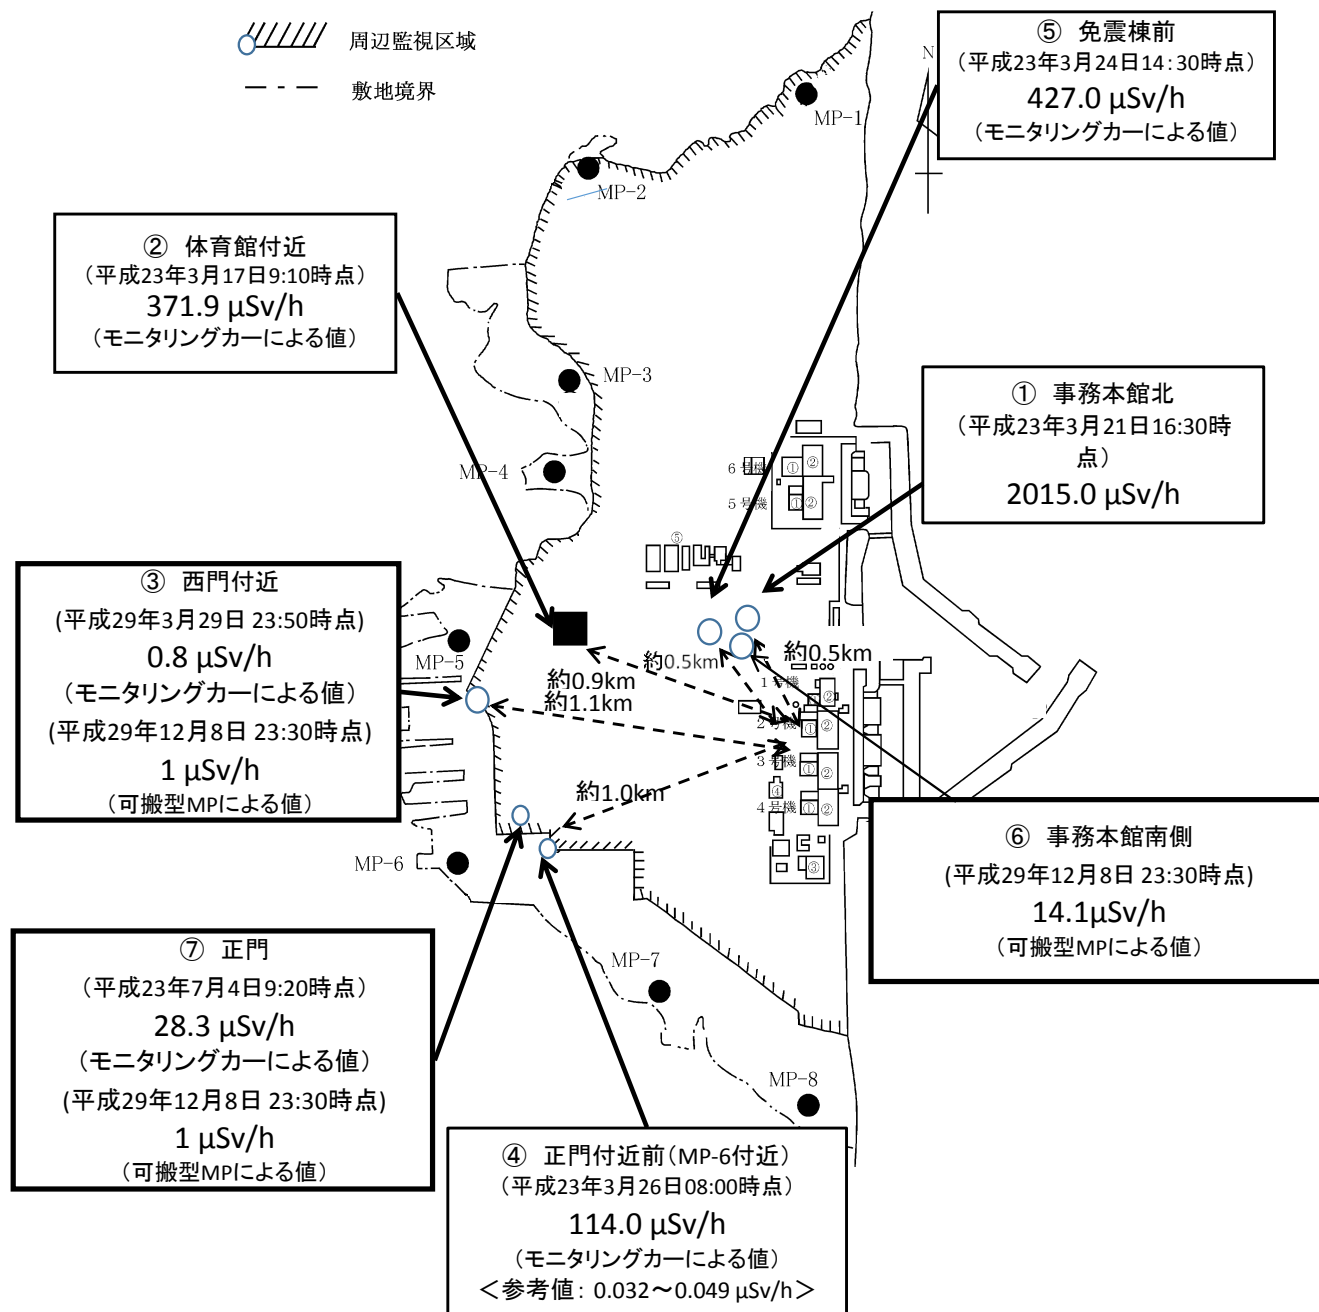 周辺監視区域
敷地境界
⑤ 免震棟前
（平成23年3月24日14：30時点）
427.0 µSv/h
（モニタリングカーによる値）
N
MP-1
MP-2
② 体育館付近
（平成23年3月17日9:10時点）
371.9 µSv/h
（モニタリングカーによる値）
MP-3
① 事務本館北
（平成23年3月21日16:30時
点）
2015.0 µSv/h
MP-4
6号機
① ②
5号機
① ②
⑤
③ 西門付近
(平成29年3月29日 23:50時点)
0.8 µSv/h
（モニタリングカーによる値）
(平成29年12月8日 23:30時点)
1 µSv/h
（可搬型MPによる値）
MP-5
約0.5km
約0.5km
約0.9km
約1.1km
1号機
②
2号機
① ②
3号機
① ②
④
約1.0km
4号機
① ②
③
⑥ 事務本館南側
(平成29年12月8日 23:30時点)
14.1µSv/h
（可搬型MPによる値）
MP-6
⑦ 正門
（平成23年7月4日9:20時点）
28.3 µSv/h
（モニタリングカーによる値）
(平成29年12月8日 23:30時点)
1 µSv/h
（可搬型MPによる値）
MP-7
MP-8
④ 正門付近前（MP-6付近）
（平成23年3月26日08:00時点）
114.0 µSv/h
（モニタリングカーによる値）
＜参考値： 0.032～0.049 µSv/h＞